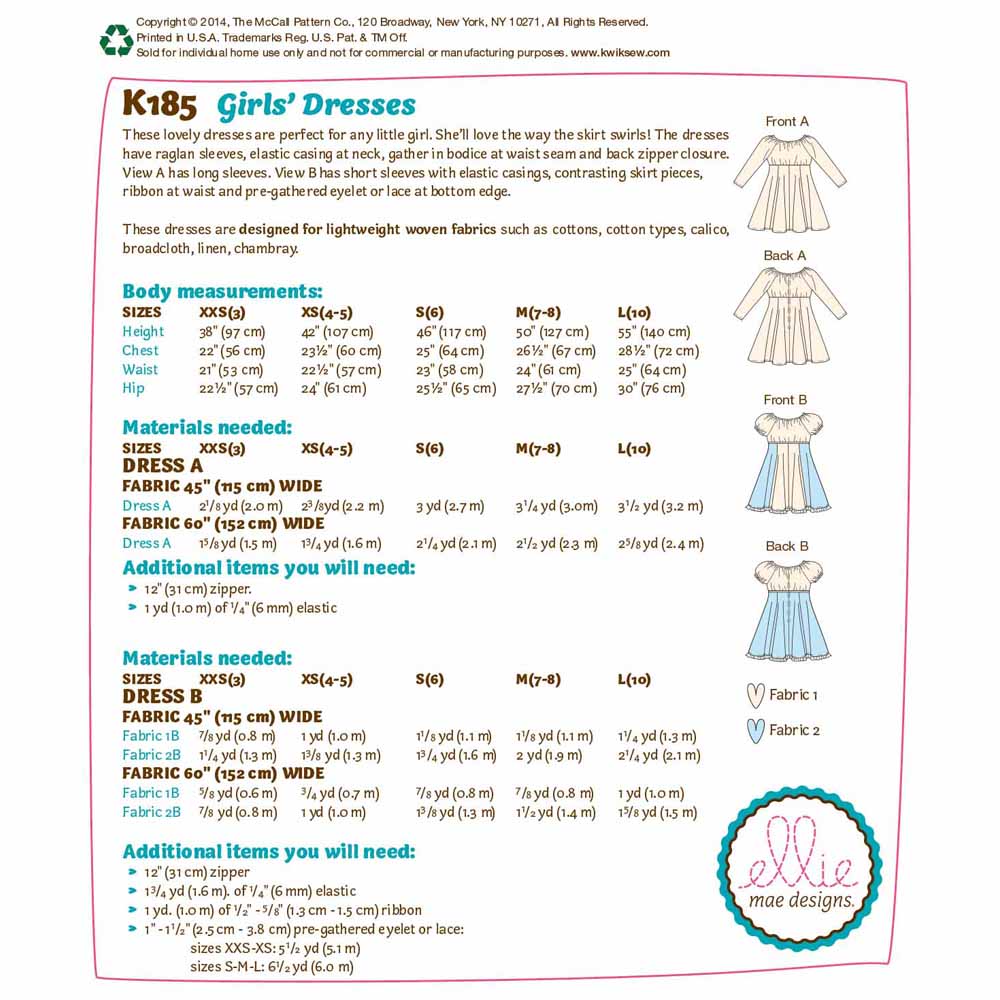 Copyright © 2014, The McCall Pattern Co., 120 Broadway, New York, NY 10271, All Rights Reserved.
Printed in U.S.A. Trademarks Reg. U.S. Pat. & TM Off.
Sold for individual home use only and not for commercial or manufacturing purposes. www.kwiksew.com
K185 Girls' Dresses
These lovely dresses are perfect for any little girl. She'll love the way the skirt swirls! The dresses
have raglan sleeves, elastic casing at neck, gather in bodice at waist seam and back zipper closure.
View A has long sleeves. View B has short sleeves with elastic casings, contrasting skirt pieces,
ribbon at waist and pre-gathered eyelet or lace at bottom edge.
These dresses are designed for lightweight woven fabrics such as cottons, cotton types, calico,
broadcloth, linen, chambray.
Body measurements:
SIZES XXS(3) XS(4-5) S(6) M(7-8) L(10)
Height 38" (97 cm) 42" (107 cm) 46" (117 cm) 50" (127 cm) 55" (140 cm)
Chest 22" (56 cm) 23½" (60 cm) 25" (64 cm) 26½" (67 cm) 28½" (72 cm)
Waist 21" (53 cm) 22½" (57 cm) 23" (58 cm) 24" (61 cm) 25" (64 cm)
Hip 22½" (57 cm) 24" (61 cm) 25½" (65 cm) 27½" (70 cm) 30" (76 cm)
Materials needed:
SIZES XXS(3) XS(4-5) S(6) M(7-8) L(10)
DRESS A
FABRIC 45" (115 cm) WIDE
Dress A 2 1/8 yd (2.0 m) 2 3/8yd (2.2 m) 3 yd (2.7 m) 3 1/4 yd (3.0m) 3 1/2 yd (3.2 m)
FABRIC 60" (152 cm) WIDE
Dress A 1 5/8 yd (1.5 m) 1 3/4 yd (1.6 m) 2 1/4 yd (2.1 m) 2 1/2 yd (2.3 m) 2 5/8 yd (2.4 m)
Additional items you will need:
12" (31 cm) zipper.
1 yd (1.0 m) of 1/4" (6 mm) elastic
Materials needed:
SIZES XXS(3) XS(4-5) S(6) M(7-8) L(10)
DRESS B
FABRIC 45" (115 cm) WIDE
Fabric 1B 7/8 yd (0.8 m) 1 yd (1.0 m) 1 1/8 yd (1.1 m) 1 1/8 yd (1.1 m) 1 1/4 yd (1.3 m)
Fabric 2B 1 1/4 yd (1.3 m) 1 3/8 yd (1.3 m) 1 3/4 yd (1.6 m) 2 yd (1.9 m) 2 1/4 yd (2.1 m)
FABRIC 60" (152 cm) WIDE
Fabric 1B 5/8 yd (0.6 m) 3/4 yd (0.7 m) 7/8 yd (0.8 m) 7/8 yd (0.8 m) 1 yd (1.0 m)
Fabric 2B 7/8 yd (0.8 m) 1 yd (1.0 m) 1 3/8 yd (1.3 m) 1 1/2 yd (1.4 m) 1 5/8 yd (1.5 m)
Additional items you will need:
12" (31 cm) zipper
1 3/4 yd (1.6 m). of 1/4" (6 mm) elastic
1 yd. (1.0 m) of 1/2" - 5/8" (1.3 cm - 1.5 cm) ribbon
1" - 1 1/2" (2.5 cm - 3.8 cm) pre-gathered eyelet or lace:
sizes XXS-XS: 5 1/2 yd (5.1 m)
sizes S-M-L: 6 1/2 yd (6.0 m)
Front A
Back A
Front B
Back B
Fabric 1
Fabric 2
ellie
mae designs.